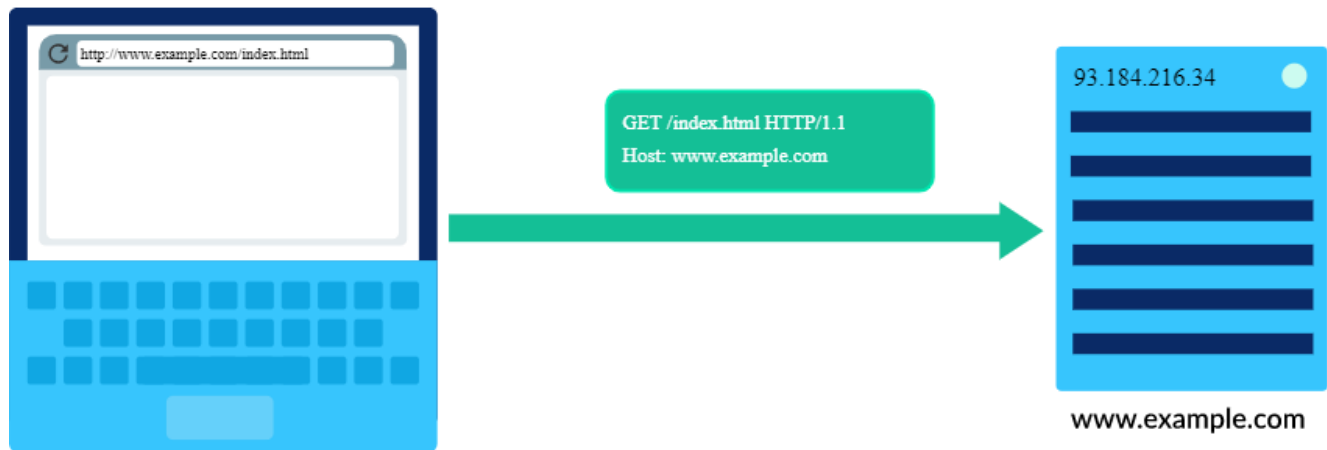 http://www.example.com/index.html
GET /index.html HTTP/1.1
Host: www.example.com
93.184.216.34
www.example.com